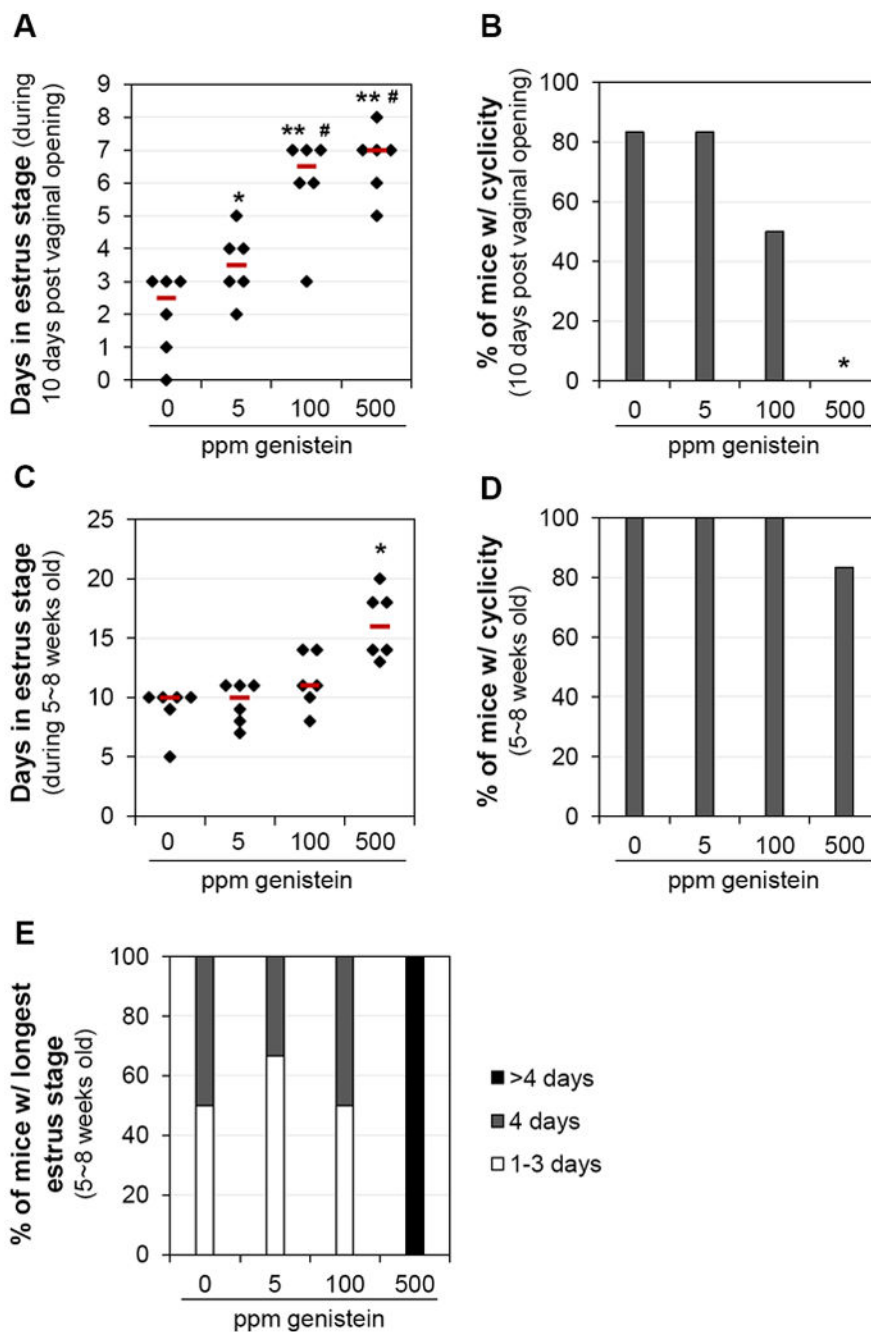 A
Days in estrus stage (during
10 days post vaginal opening)
9
8
7
6
5
4
3
2
1
0
*
** #
** #
0 5 100 500
ppm genistein
B
% of mice w/ cyclicity
(10 days post vaginal opening)
100
80
60
40
20
0
*
0 5 100 500
ppm genistein
C
Days in estrus stage
(during 5~8 weeks old)
25
20
15
10
5
0
*
0 5 100 500
ppm genistein
D
% of mice w/ cyclicity
(5~8 weeks old)
100
80
60
40
20
0
0 5 100 500
ppm genistein
E
% of mice w/ longest
estrus stage
(5~8 weeks old)
100
80
60
40
20
0
0 5 100 500
ppm genistein
>4 days
4 days
1-3 days